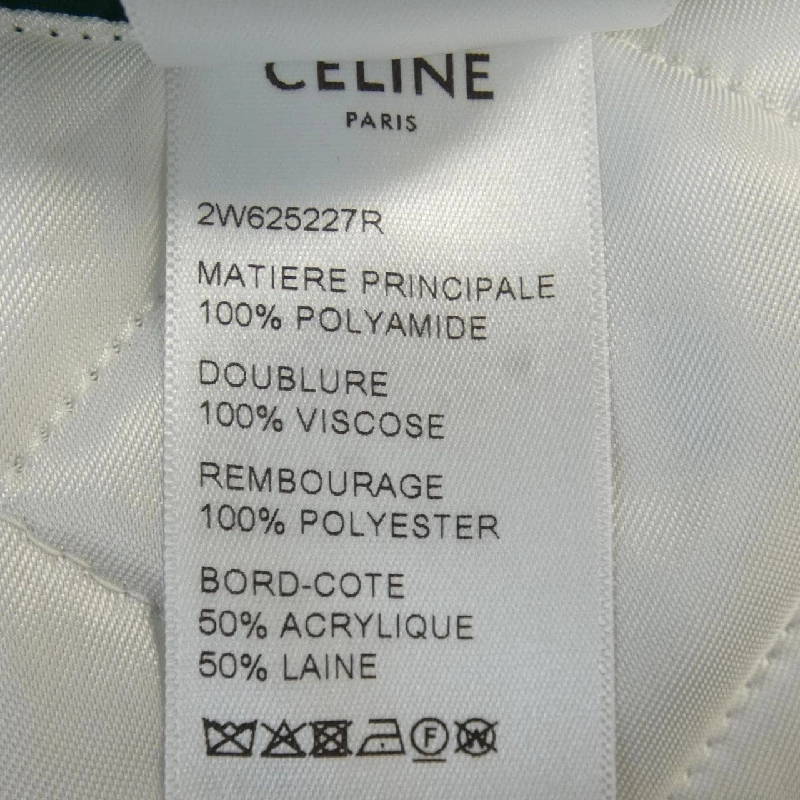 CELINE
PARIS
2W625227R
MATIERE PRINCIPALE
100% POLYAMIDE
DOUBLURE
100% VISCOSE
REMBOURAGE
100% POLYESTER
BORD-COTE
50% ACRYLIQUE
50% LAINE
F W